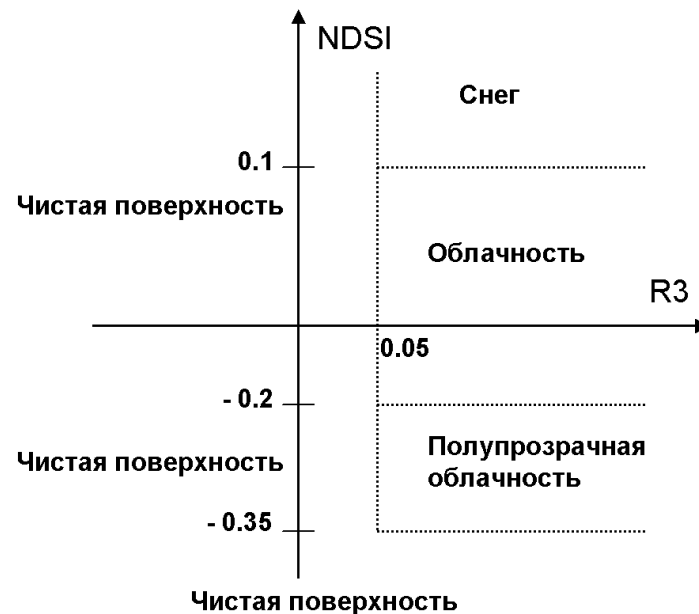 NDSI
Снег
0.1
Чистая поверхность
Облачность
R3
0.05
- 0.2
Чистая поверхность
Полупрозрачная
облачность
- 0.35
Чистая поверхность